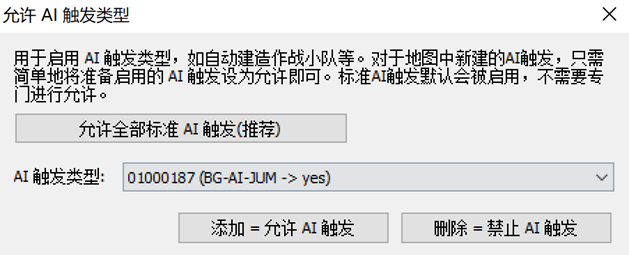 允许 AI 触发类型
用于启用 AI 触发类型，如自动建造作战小队等。对于地图中新建的AI触发，只需
简单地将准备启用的 AI 触发设为允许即可。标准AI触发默认会被启用，不需要专
门进行允许。
允许全部标准 AI 触发(推荐)
AI 触发类型: 01000187 (BG-AI-JUM -> yes)
添加 = 允许 AI 触发 删除 = 禁止 AI 触发